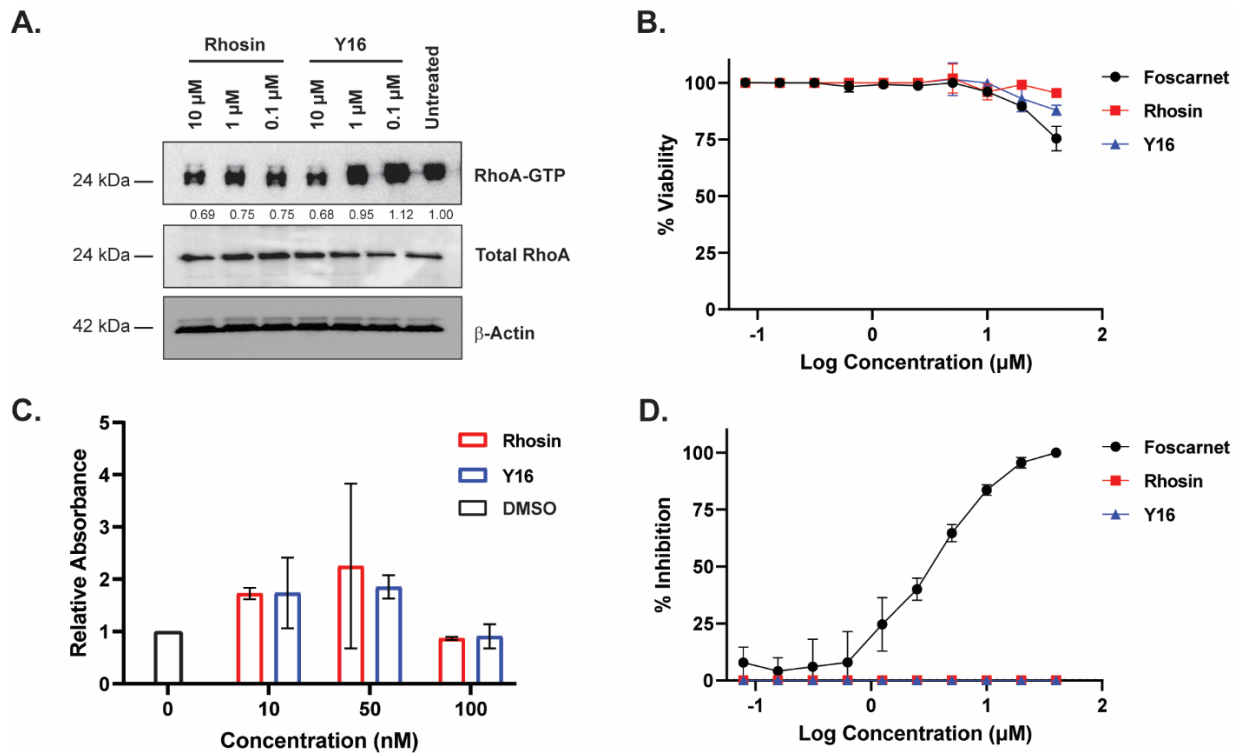 A.
Rhosin Y16
10 µM 1 µM 0.1 µM 10 µM 1 µM 0.1 µM Untreated
24 kDa RhoA-GTP
0.69 0.75 0.75 0.68 0.95 1.12 1.00
24 kDa Total RhoA
42 kDa β-Actin
B.
% Viability
100
75
50
25
0
-1 0 1 2
Log Concentration (µM)
Foscarnet
Rhosin
Y16
C.
Relative Absorbance
5
4
3
2
1
0
0 10 50 100
Concentration (nM)
Rhosin
Y16
DMSO
D.
% Inhibition
100
75
50
25
0
-1 0 1 2
Log Concentration (µM)
Foscarnet
Rhosin
Y16